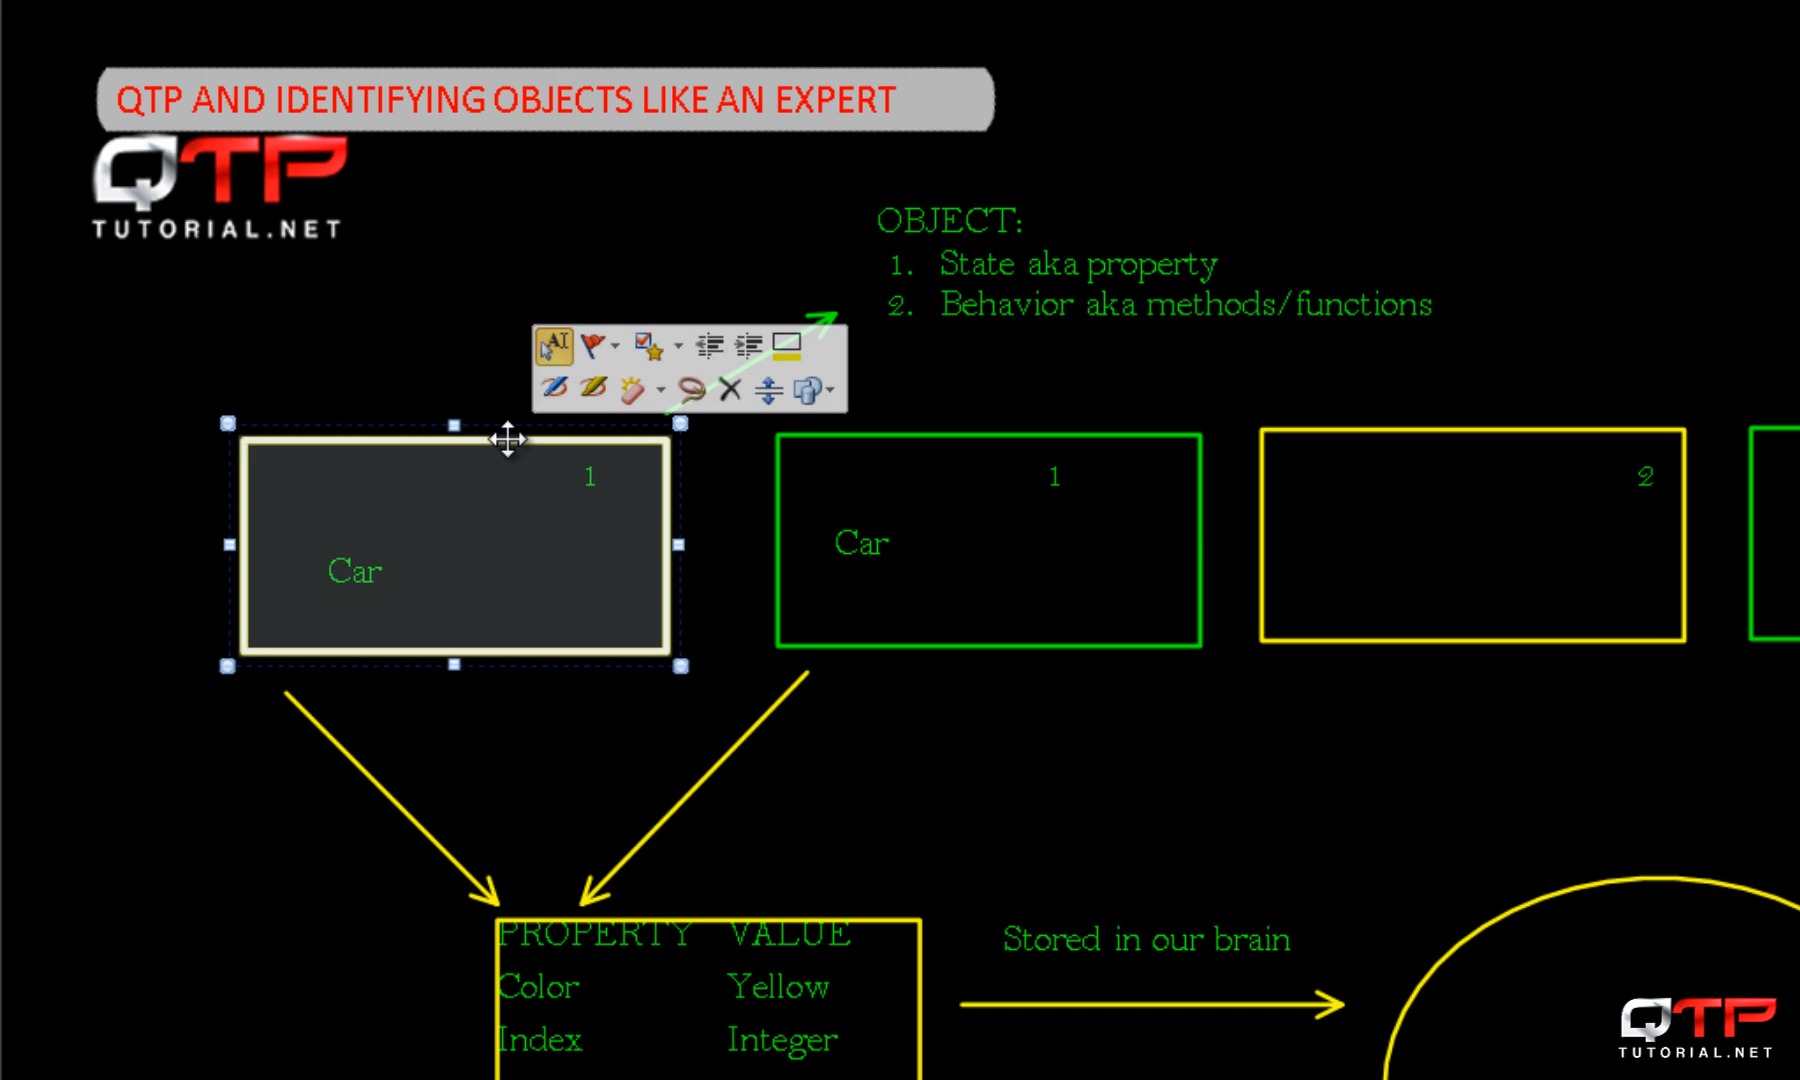 QTP AND IDENTIFYING OBJECTS LIKE AN EXPERT
QTP
TUTORIAL.NET
OBJECT:
1. State aka property
2. Behavior aka methods/functions
AI
1
Car
1
Car
2
PROPERTY VALUE
Color Yellow
Index Integer
Stored in our brain
QTP
TUTORIAL.NET